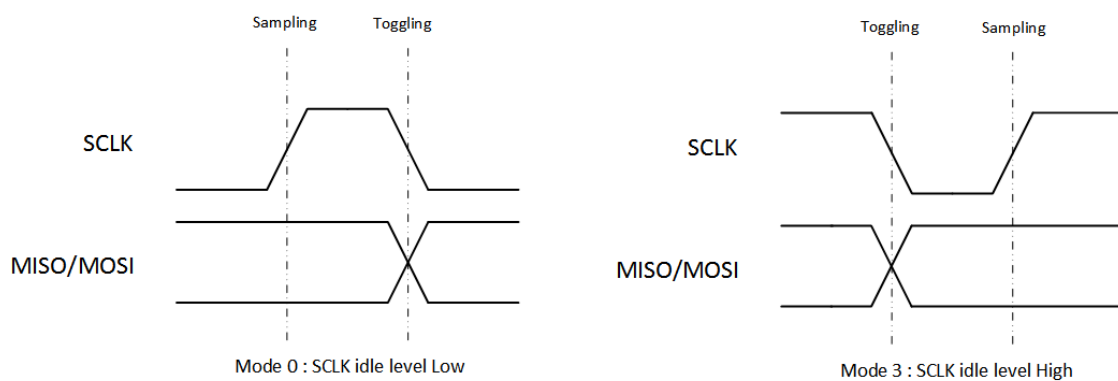 Sampling
Toggling
SCLK
MISO/MOSI
Mode 0 : SCLK idle level Low
Toggling
Sampling
SCLK
MISO/MOSI
Mode 3 : SCLK idle level High